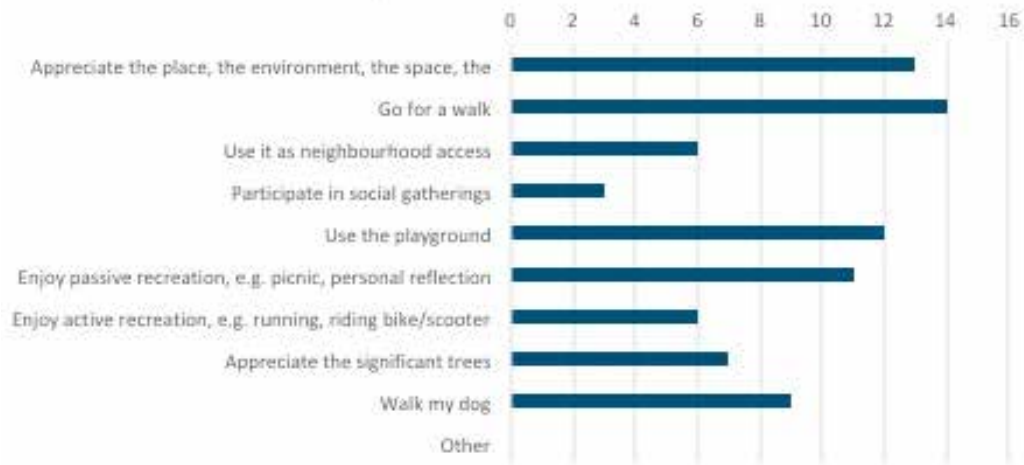 0 2 4 6 8 10 12 14 16
Appreciate the place, the environment, the space, the
Go for a walk
Use it as neighbourhood access
Participate in social gatherings
Use the playground
Enjoy passive recreation, e.g. picnic, personal reflection
Enjoy active recreation, e.g. running, riding bike/scooter
Appreciate the significant trees
Walk my dog
Other